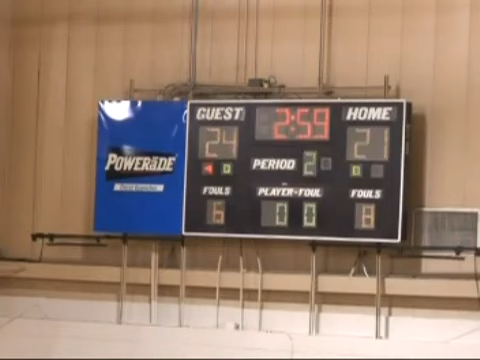 POWERADE
GUEST 2:59 HOME
24 21
PERIOD 2
FOULS PLAYER-FOUL FOULS
6 0 0 8